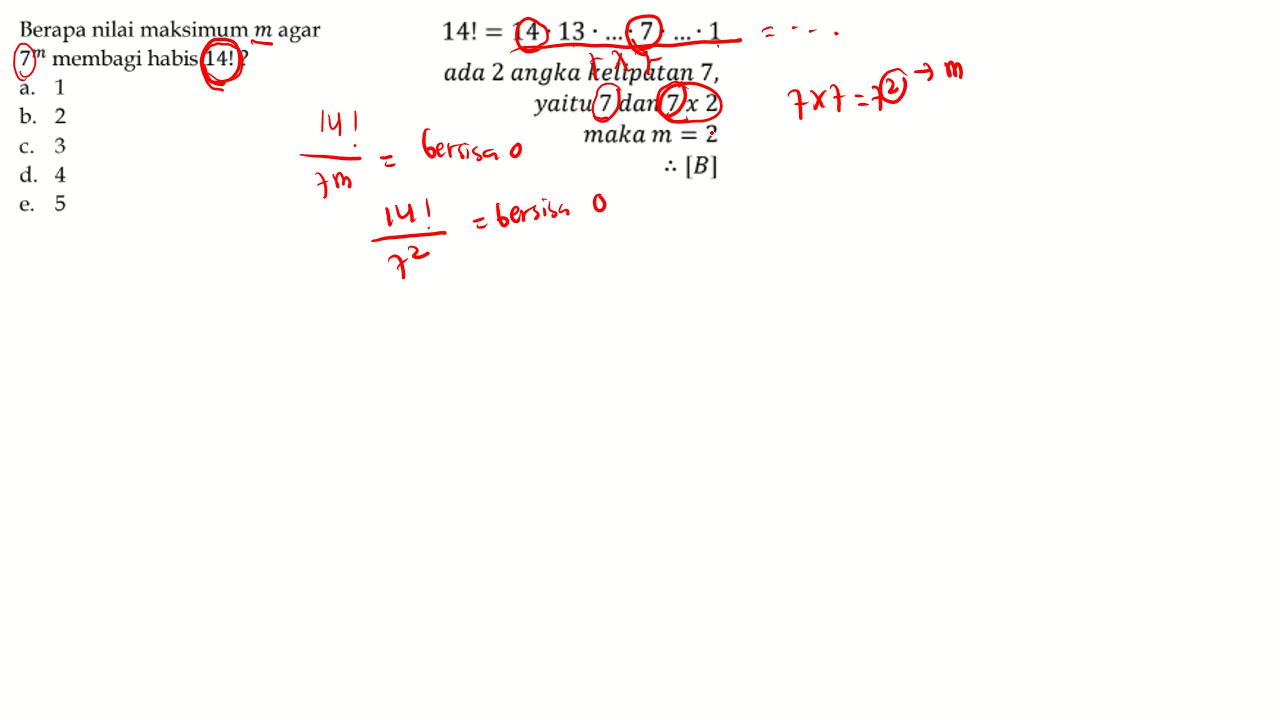 Berapa nilai maksimum m agar
7^m membagi habis 14!?
a. 1
b. 2
c. 3
d. 4
e. 5
14! = 14 · 13 · ... · 7 · ... · 1 = ....
7 x 7
ada 2 angka kelipatan 7,
yaitu 7 dan 7 x 2
maka m = 2
∴ [B]
7 x 7 = 7^2 → m
14! / 7^m = bersisa 0
14! / 7^2 = bersisa 0